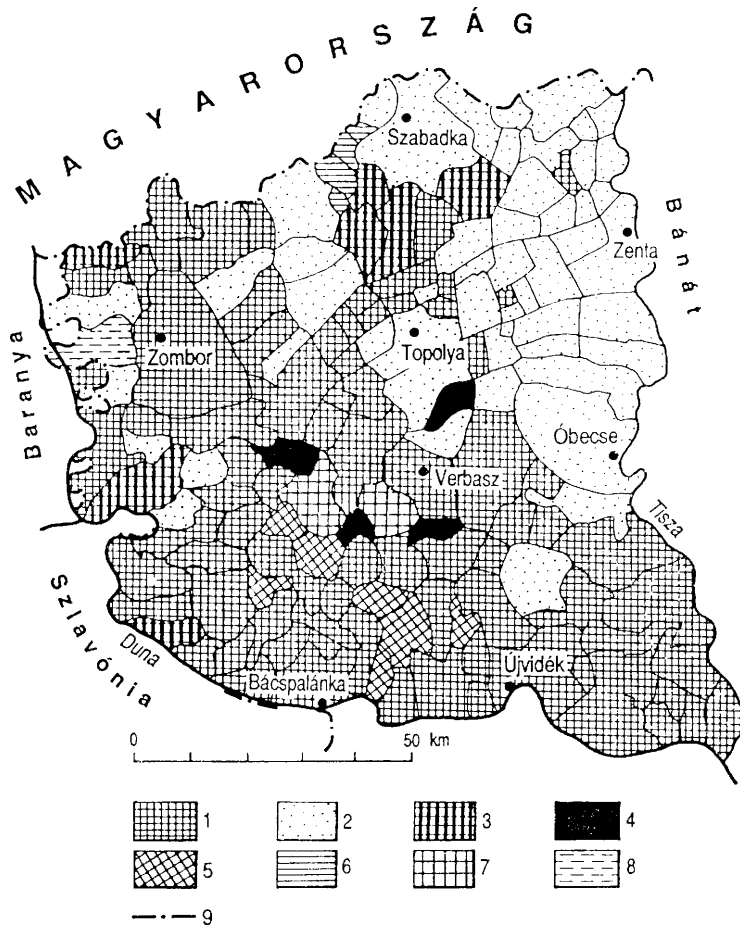 MAGYARORSZÁG
Szabadka
Bánát
Zenta
Baranya
Zombor
Topolya
Óbecse
Verbasz
Tisza
Szlavónia
Duna
Bácspalánka
Újvidék
0 50 km
1 2 3 4
5 6 7 8
9